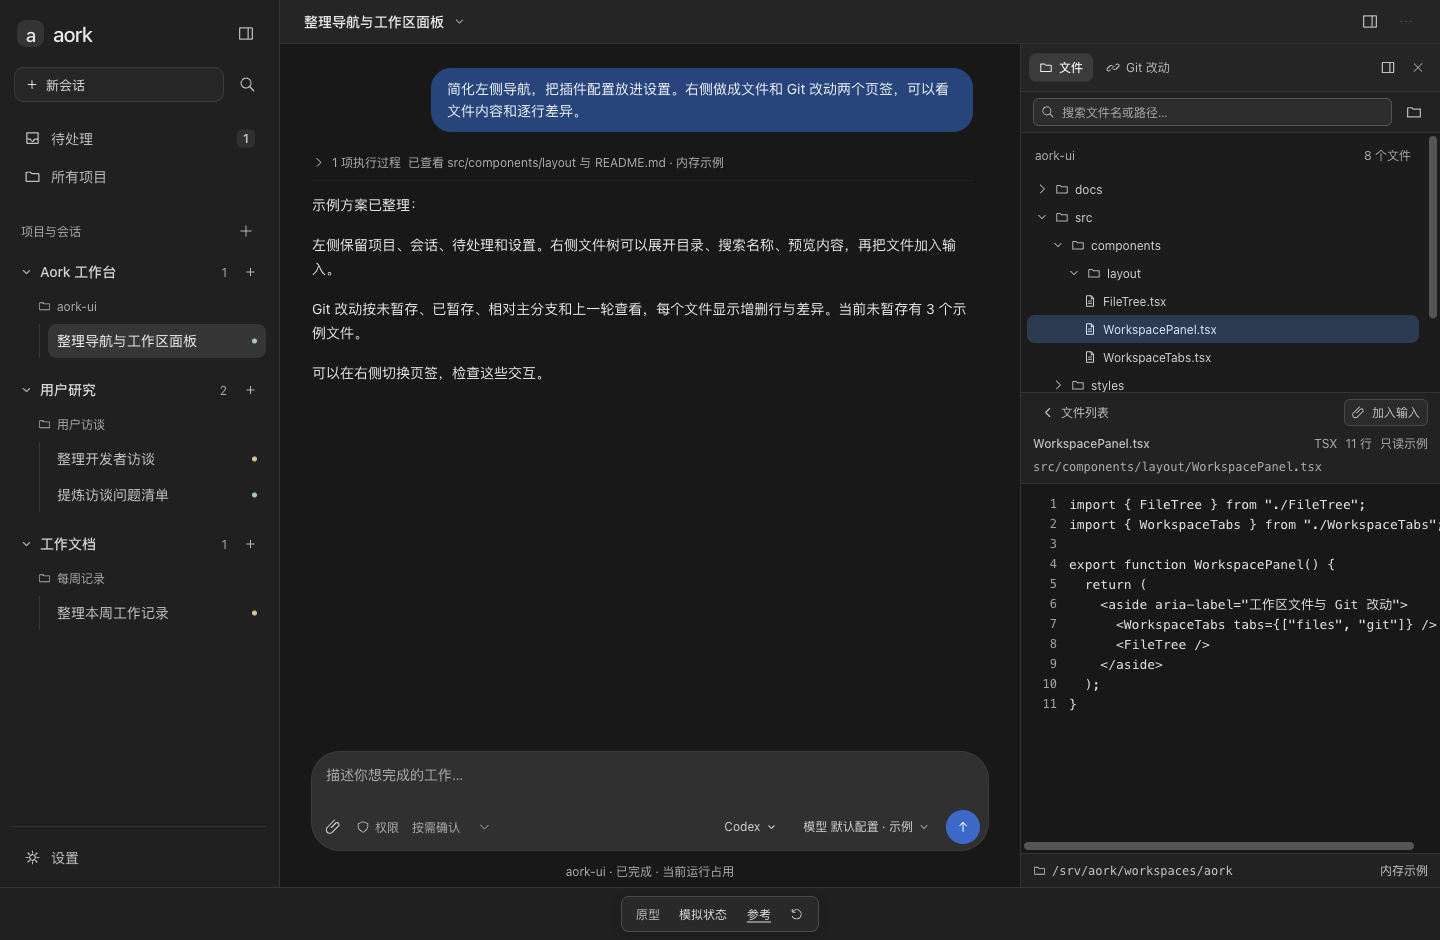 a aork
新会话
待处理 1
所有项目
项目与会话
Aork 工作台 1
aork-ui
整理导航与工作区面板
用户研究 2
用户访谈
整理开发者访谈
提炼访谈问题清单
工作文档 1
每周记录
整理本周工作记录
设置
整理导航与工作区面板
简化左侧导航，把插件配置放进设置。右侧做成文件和 Git 改动两个页签，可以看
文件内容和逐行差异。
1 项执行过程 已查看 src/components/layout 与 README.md · 内存示例
示例方案已整理：
左侧保留项目、会话、待处理和设置。右侧文件树可以展开目录、搜索名称、预览内容，再把文件加入输
入。
Git 改动按未暂存、已暂存、相对主分支和上一轮查看，每个文件显示增删行与差异。当前未暂存有 3 个示
例文件。
可以在右侧切换页签，检查这些交互。
描述你想完成的工作...
权限 按需确认 Codex 模型 默认配置 · 示例
aork-ui · 已完成 · 当前运行占用
文件 Git 改动
搜索文件名或路径...
aork-ui 8 个文件
docs
src
components
layout
FileTree.tsx
WorkspacePanel.tsx
WorkspaceTabs.tsx
styles
文件列表 加入输入
WorkspacePanel.tsx TSX 11 行 只读示例
src/components/layout/WorkspacePanel.tsx
1 import { FileTree } from "./FileTree";
2 import { WorkspaceTabs } from "./WorkspaceTabs";
3
4 export function WorkspacePanel() {
5 return (
6 <aside aria-label="工作区文件与 Git 改动">
7 <WorkspaceTabs tabs={["files", "git"]} />
8 <FileTree />
9 </aside>
10 );
11 }
/srv/aork/workspaces/aork 内存示例
原型 模拟状态 参考